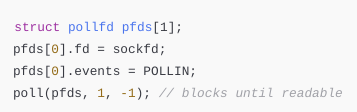 struct pollfd pfds[1];
pfds[0].fd = sockfd;
pfds[0].events = POLLIN;
poll(pfds, 1, -1); // blocks until readable